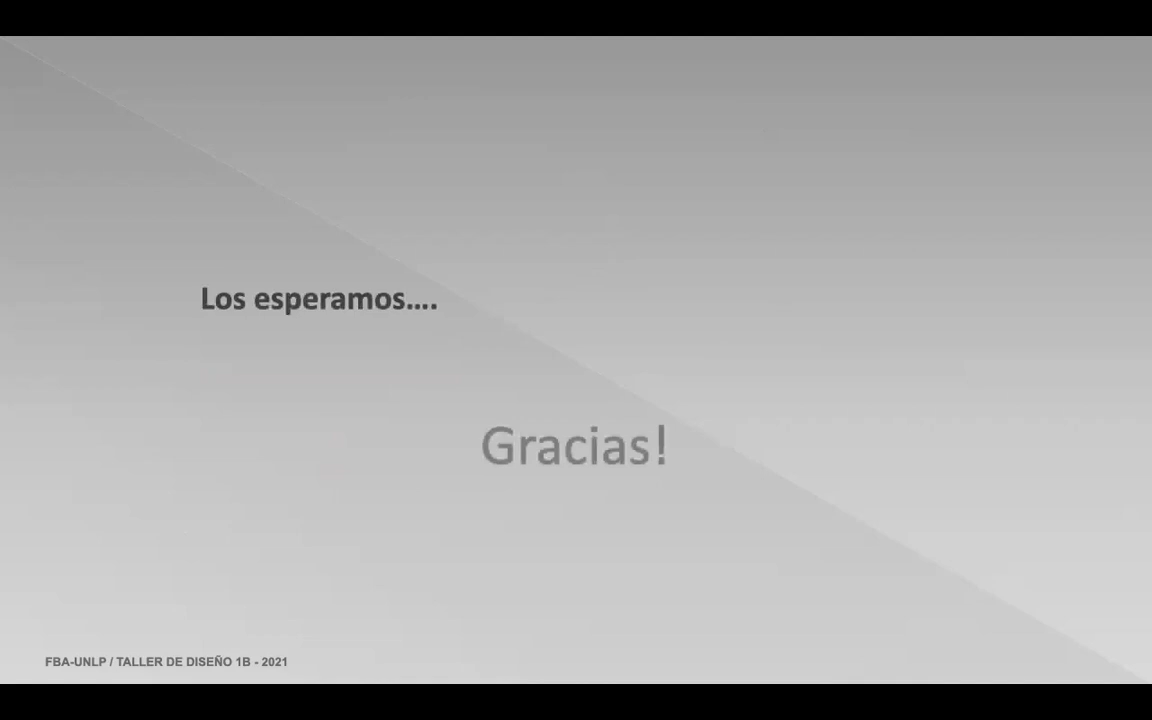 Los esperamos....
Gracias!
FBA-UNLP / TALLER DE DISEÑO 1B - 2021